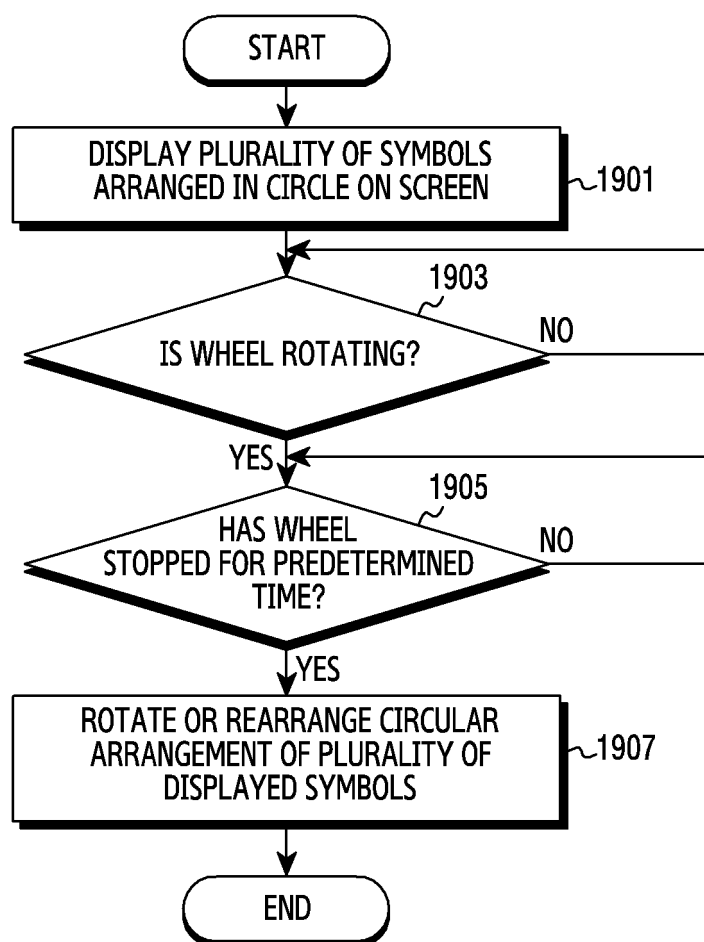 START
DISPLAY PLURALITY OF SYMBOLS
ARRANGED IN CIRCLE ON SCREEN
1901
1903
IS WHEEL ROTATING?
NO
YES
1905
HAS WHEEL
STOPPED FOR PREDETERMINED
TIME?
NO
YES
ROTATE OR REARRANGE CIRCULAR
ARRANGEMENT OF PLURALITY OF
DISPLAYED SYMBOLS
1907
END